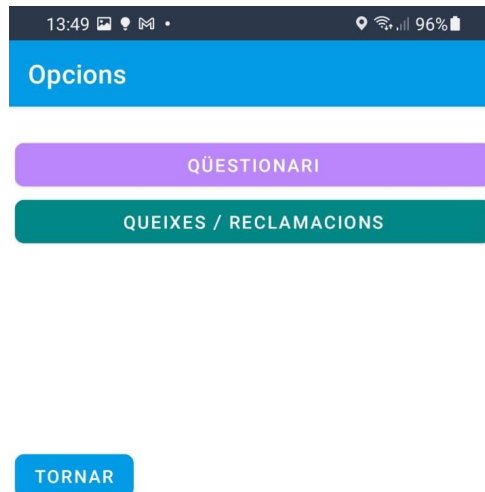 13:49 96%
Opcions
QÜESTIONARI
QUEIXES / RECLAMACIONS
TORNAR